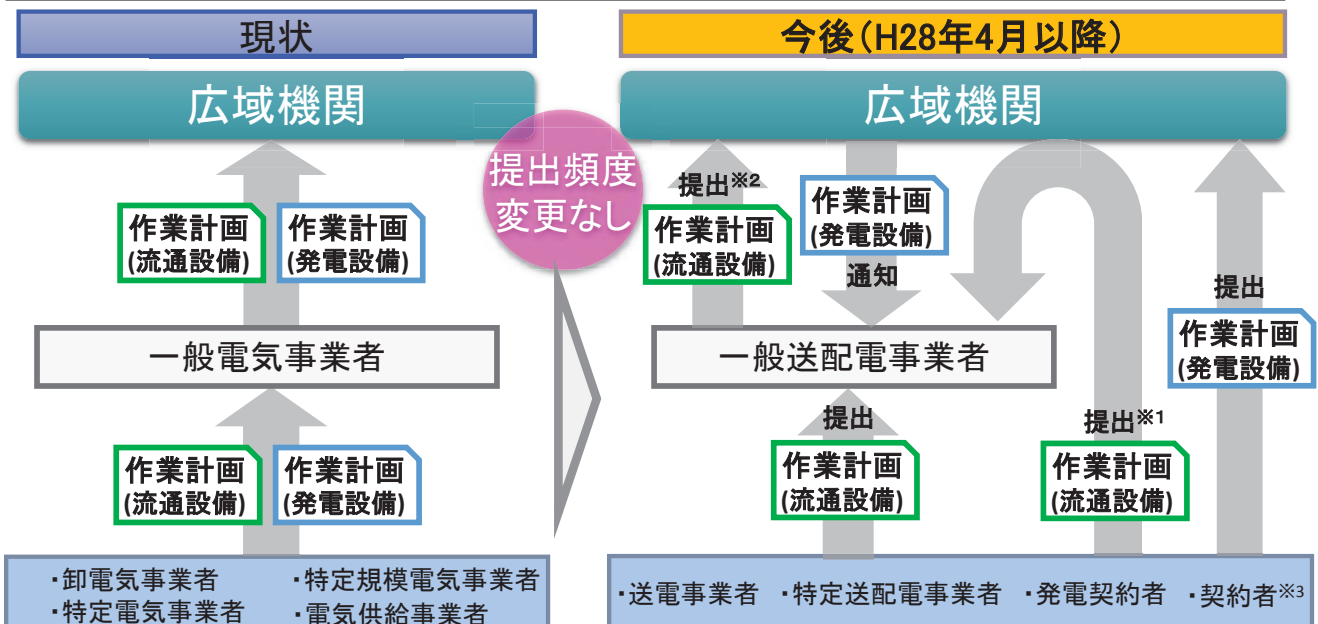 現状
広域機関
作業計画
(流通設備)
作業計画
(発電設備)
一般電気事業者
作業計画
(流通設備)
作業計画
(発電設備)
・卸電気事業者 ・特定規模電気事業者
・特定電気事業者 ・電気供給事業者
提出頻度
変更なし
今後(H28年4月以降)
広域機関
提出※2
作業計画
(流通設備)
作業計画
(発電設備)
通知
提出
作業計画
(発電設備)
一般送配電事業者
提出
作業計画
(流通設備)
提出※1
作業計画
(流通設備)
・送電事業者 ・特定送配電事業者 ・発電契約者 ・契約者※3